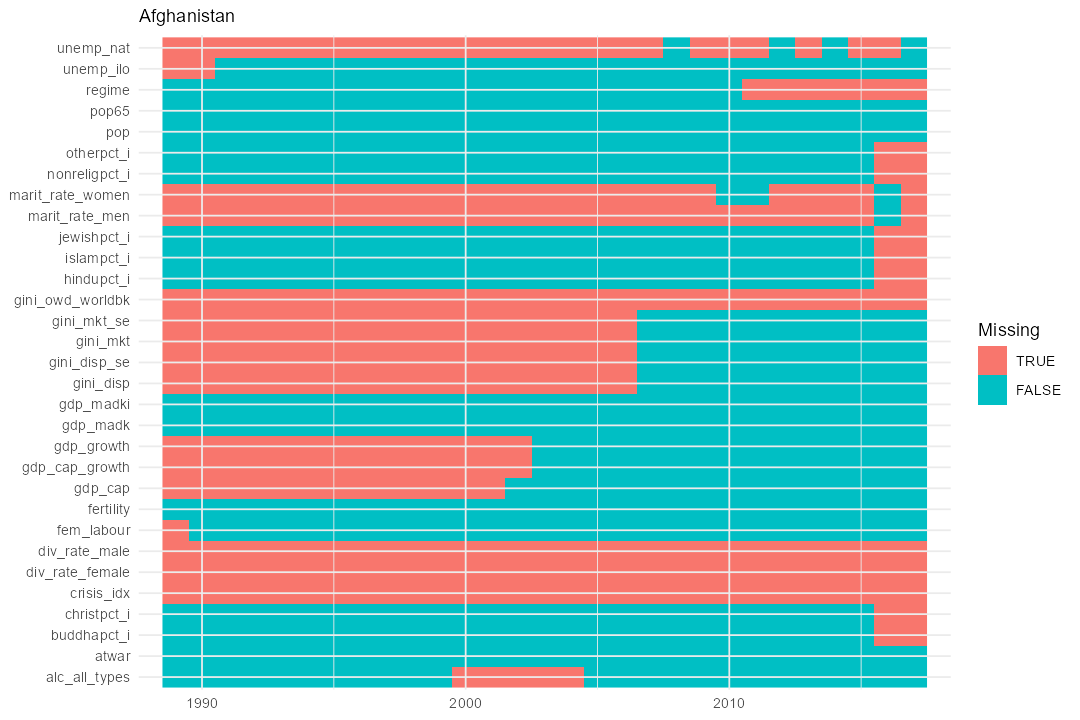 Afghanistan
unemp_nat
unemp_ilo
regime
pop65
pop
otherpct_i
nonreligpct_i
marit_rate_women
marit_rate_men
jewishpct_i
islampct_i
hindupct_i
gini_owd_worldbk
gini_mkt_se
gini_mkt
gini_disp_se
gini_disp
gdp_madki
gdp_madk
gdp_growth
gdp_cap_growth
gdp_cap
fertility
fem_labour
div_rate_male
div_rate_female
crisis_idx
christpct_i
buddhapct_i
atwar
alc_all_types
1990 2000 2010
Missing
TRUE
FALSE